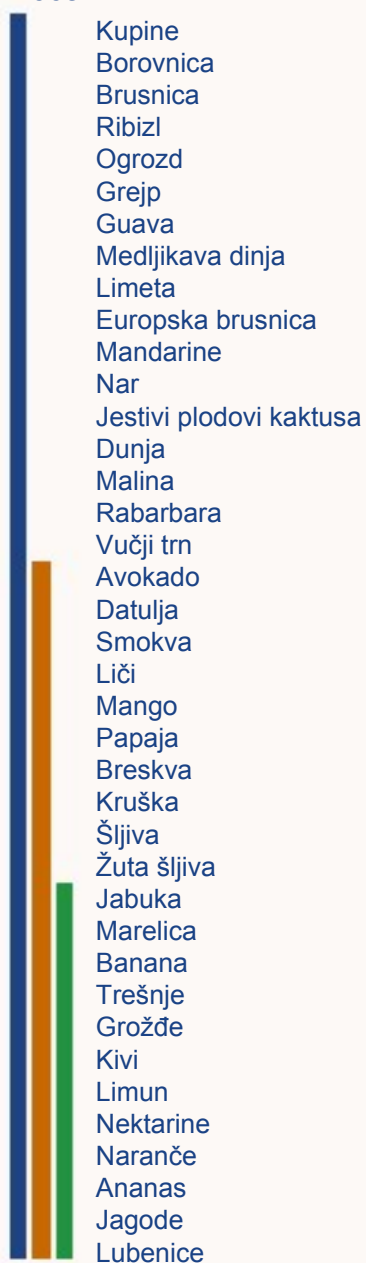 Kupine
Borovnica
Brusnica
Ribizl
Ogrozd
Grejp
Guava
Medljikava dinja
Limeta
Europska brusnica
Mandarine
Nar
Jestivi plodovi kaktusa
Dunja
Malina
Rabarbara
Vučji trn
Avokado
Datulja
Smokva
Liči
Mango
Papaja
Breskva
Kruška
Šljiva
Žuta šljiva
Jabuka
Marelica
Banana
Trešnje
Grožđe
Kivi
Limun
Nektarine
Naranče
Ananas
Jagode
Lubenice